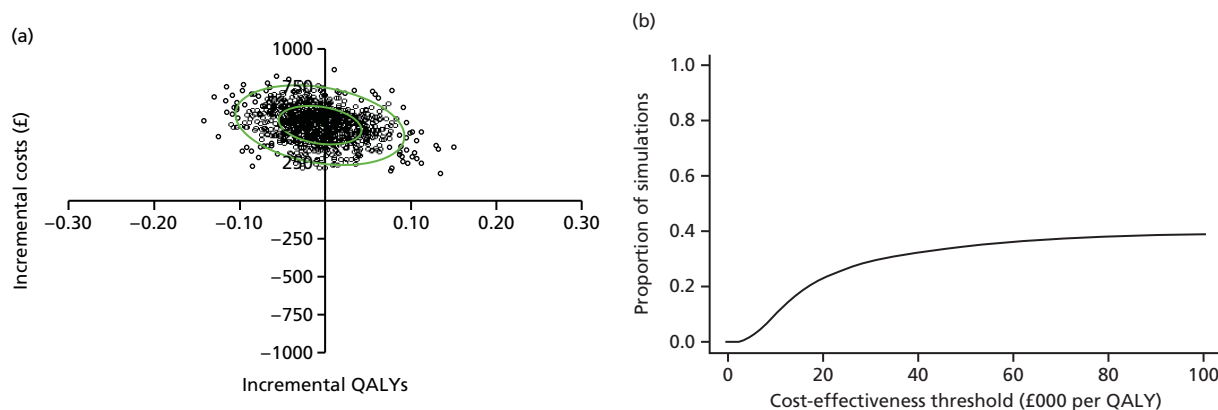 (a)
Incremental costs (£)
1000
750
250
−0.30 −0.20 −0.10 0.10 0.20 0.30
−250
−500
−750
−1000
Incremental QALYs
(b)
Proportion of simulations
1.0
0.8
0.6
0.4
0.2
0.0
0 20 40 60 80 100
Cost-effectiveness threshold (£000 per QALY)